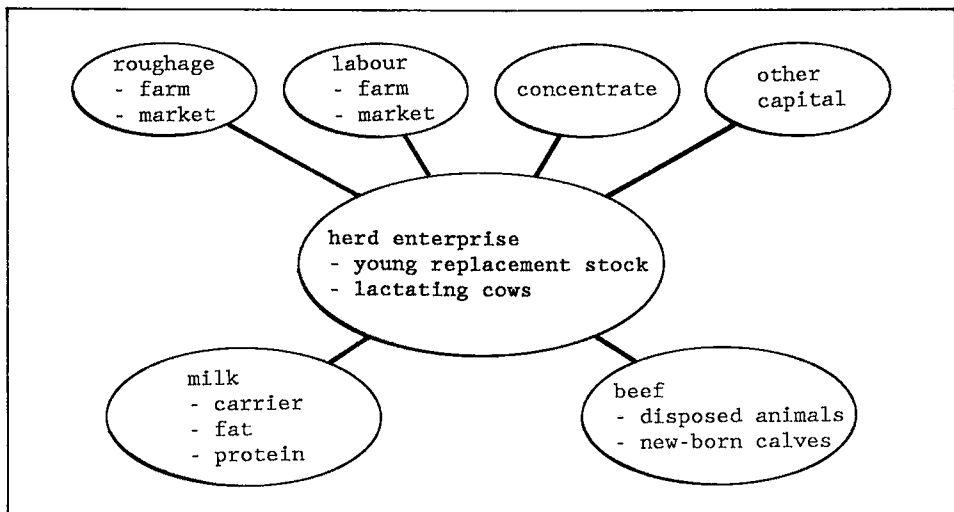 roughage
- farm
- market
labour
- farm
- market
concentrate
other
capital
herd enterprise
- young replacement stock
- lactating cows
milk
- carrier
- fat
- protein
beef
- disposed animals
- new-born calves